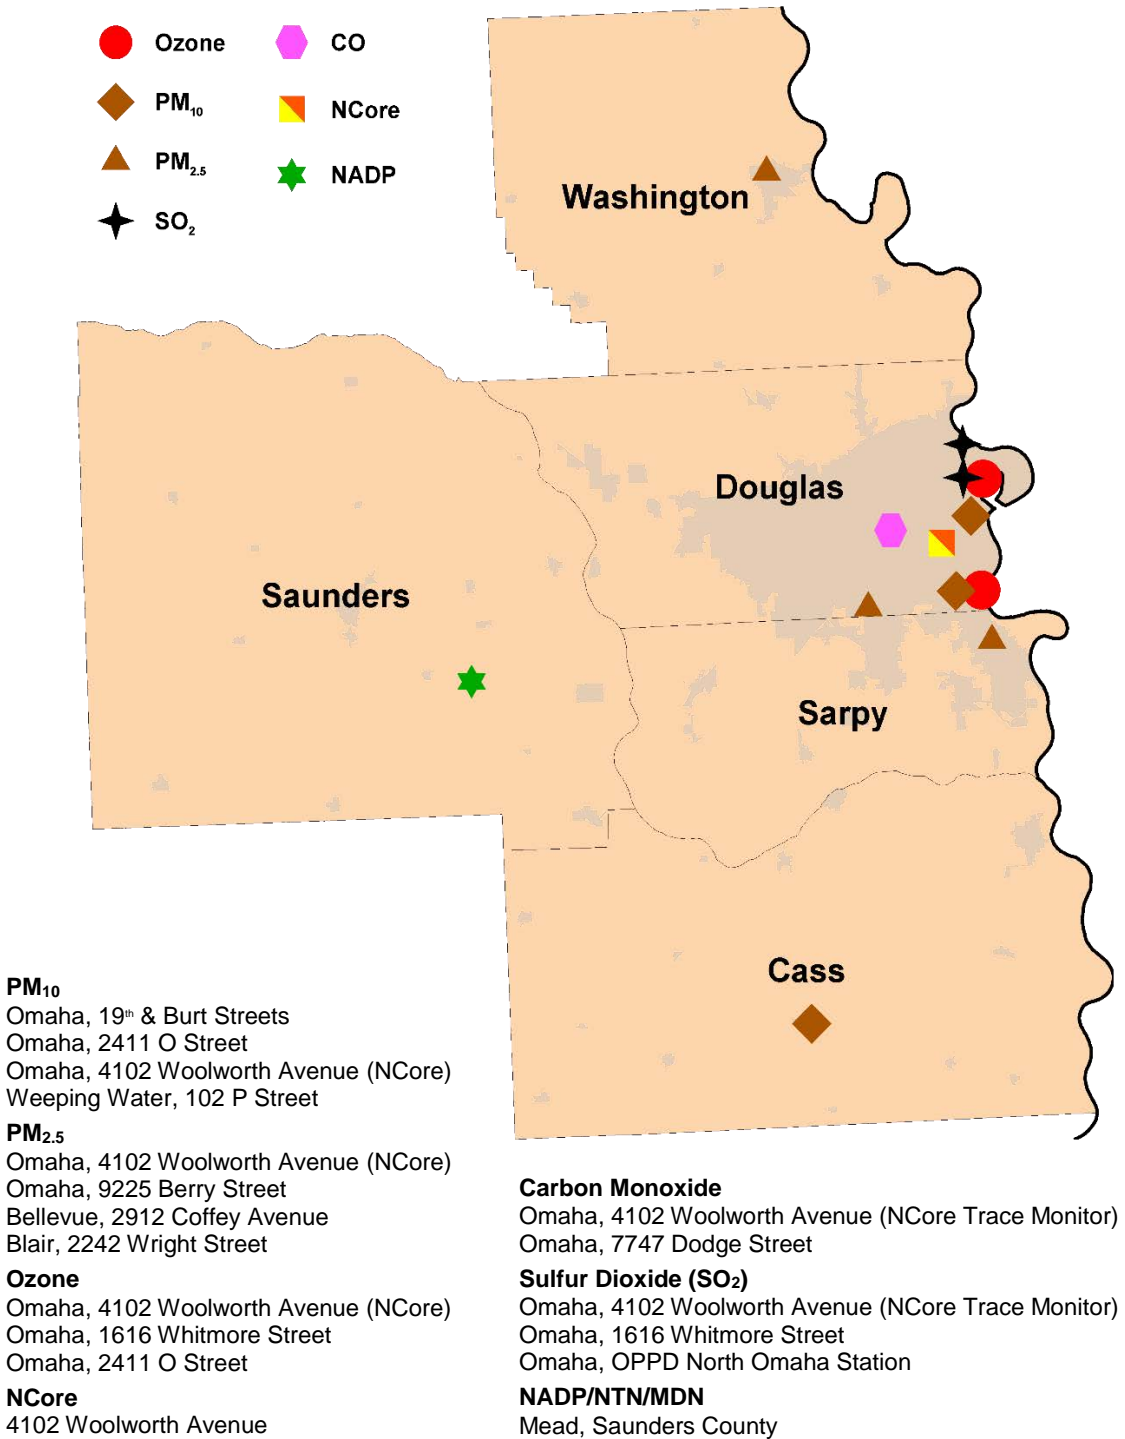 Ozone
CO
PM₁₀
NCore
PM₂.₅
NADP
SO₂
Washington
Douglas
Saunders
Sarpy
Cass
PM₁₀
Omaha, 19ᵗʰ & Burt Streets
Omaha, 2411 O Street
Omaha, 4102 Woolworth Avenue (NCore)
Weeping Water, 102 P Street
PM₂.₅
Omaha, 4102 Woolworth Avenue (NCore)
Omaha, 9225 Berry Street
Bellevue, 2912 Coffey Avenue
Blair, 2242 Wright Street
Ozone
Omaha, 4102 Woolworth Avenue (NCore)
Omaha, 1616 Whitmore Street
Omaha, 2411 O Street
NCore
4102 Woolworth Avenue
Carbon Monoxide
Omaha, 4102 Woolworth Avenue (NCore Trace Monitor)
Omaha, 7747 Dodge Street
Sulfur Dioxide (SO₂)
Omaha, 4102 Woolworth Avenue (NCore Trace Monitor)
Omaha, 1616 Whitmore Street
Omaha, OPPD North Omaha Station
NADP/NTN/MDN
Mead, Saunders County